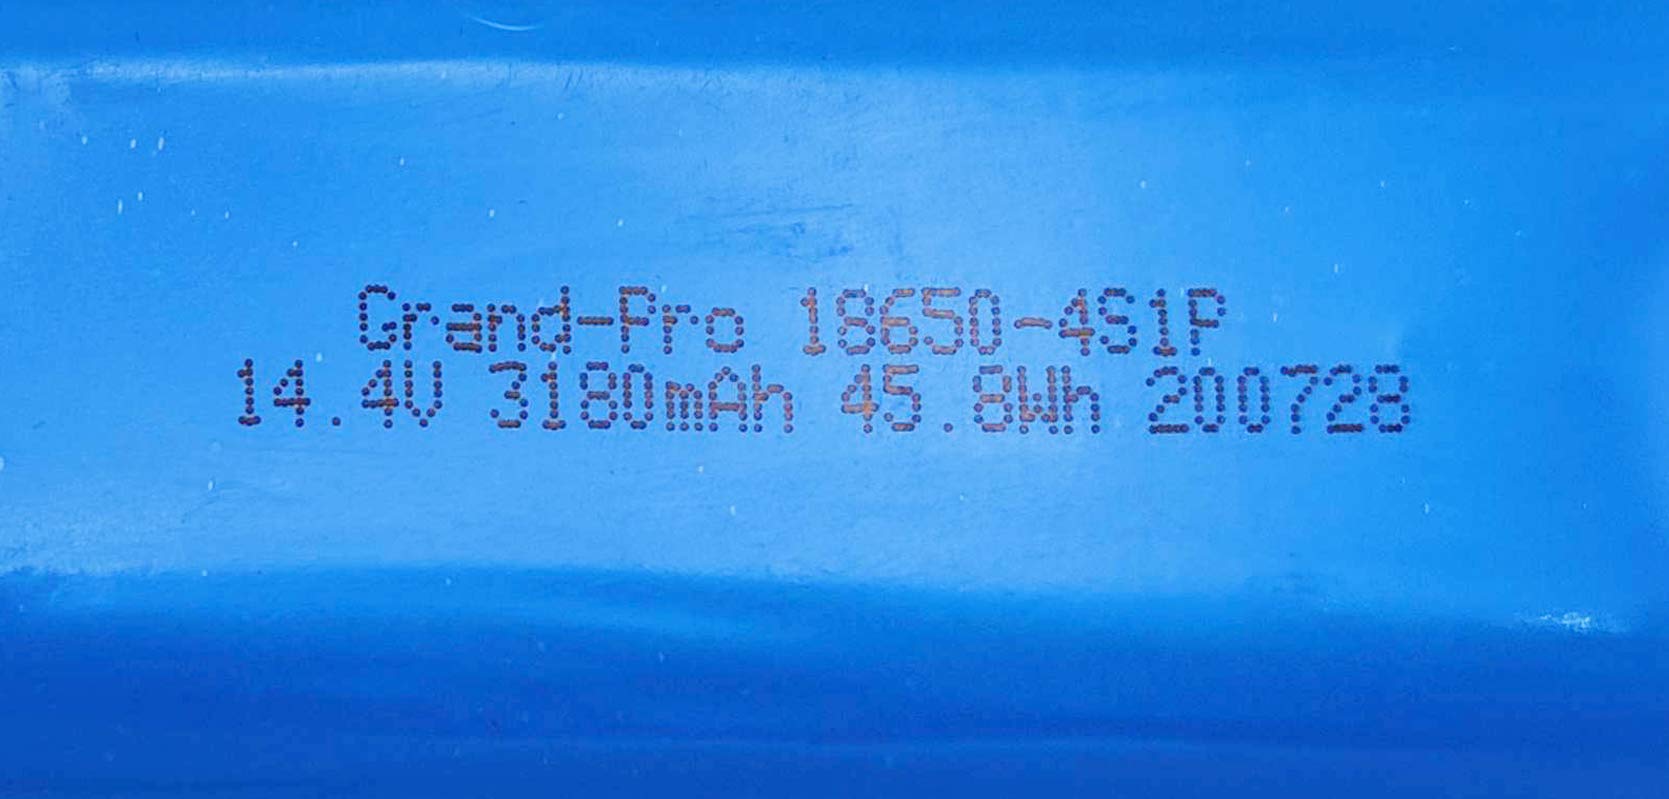 Grand-Pro 18650-4S1P
14.4V 3180mAh 45.8Wh 200728